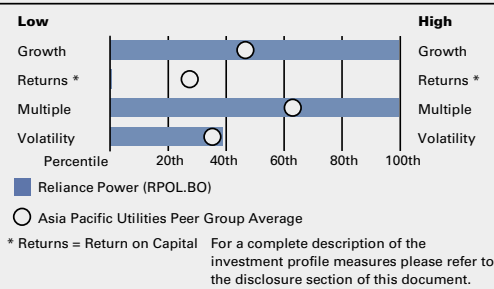 Low High
Growth Growth
Returns * Returns *
Multiple Multiple
Volatility Volatility
Percentile 20th 40th 60th 80th 100th
Reliance Power (RPOL.BO)
Asia Pacific Utilities Peer Group Average
* Returns = Return on Capital For a complete description of the
investment profile measures please refer to
the disclosure section of this document.